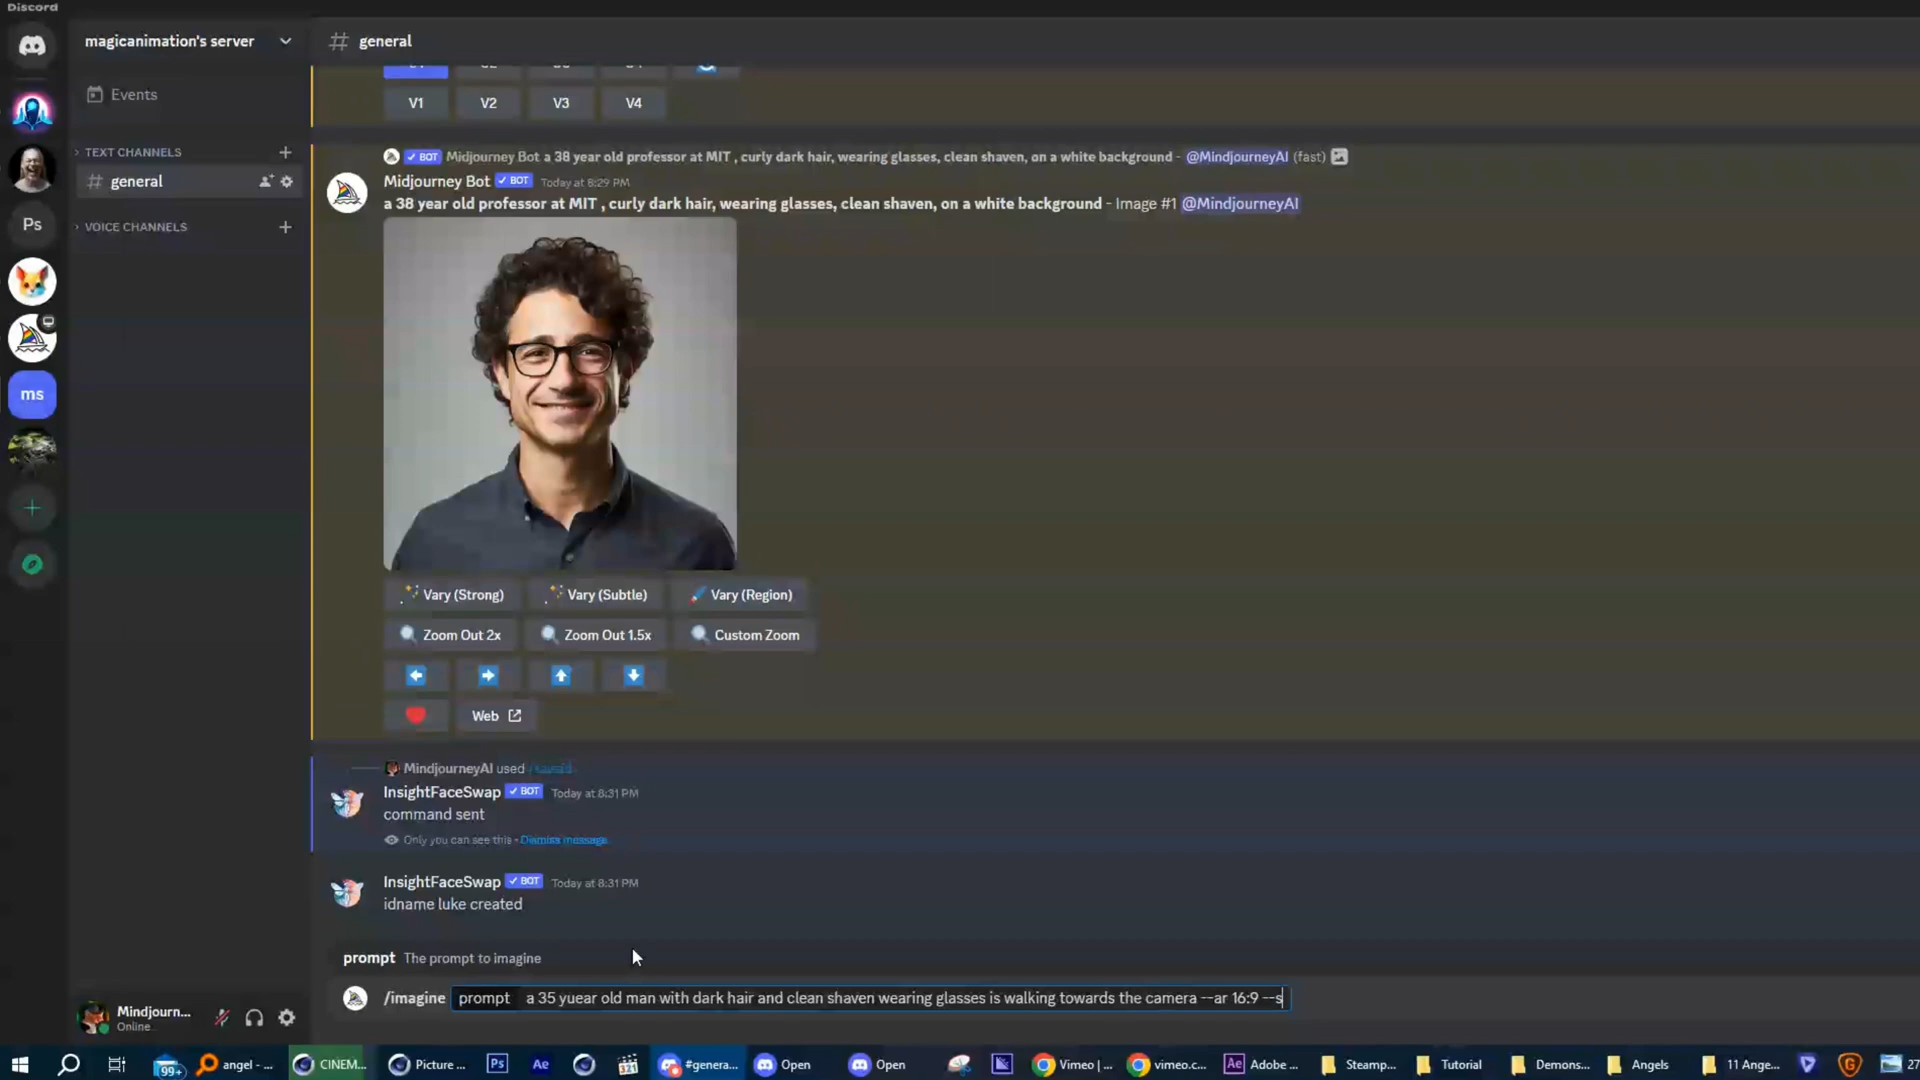 Discord
magicanimation's server
general
Events
V1 V2 V3 V4
TEXT CHANNELS
BOT Midjourney Bot a 38 year old professor at MIT , curly dark hair, wearing glasses, clean shaven, on a white background - @MindjourneyAI (fast)
general
Midjourney Bot BOT Today at 8:29 PM
a 38 year old professor at MIT , curly dark hair, wearing glasses, clean shaven, on a white background - Image #1 @MindjourneyAI
Ps
VOICE CHANNELS
ms
Vary (Strong) Vary (Subtle) Vary (Region)
Zoom Out 2x Zoom Out 1.5x Custom Zoom
Web
MindjourneyAI used
InsightFaceSwap BOT Today at 8:31 PM
command sent
Only you can see this • Dismiss message
InsightFaceSwap BOT Today at 8:31 PM
idname luke created
prompt The prompt to imagine
/imagine prompt a 35 yuear old man with dark hair and clean shaven wearing glasses is walking towards the camera --ar 16:9 --s
Mindjourn...
Online
99+ angel - ... CINEM... Picture ... Ps Ae 321 #genera... Open Open Vimeo | ... vimeo.c... Ae Adobe ... Steamp... Tutorial Demons... Angels 11 Ange... 27